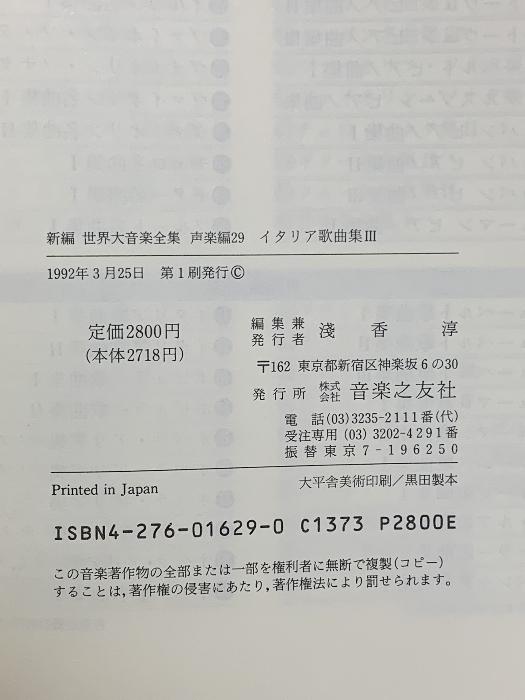 新編 世界大音楽全集 声楽編29 イタリア歌曲集III
1992年3月25日 第1刷発行©
定価2800円
(本体2718円)
編集兼発行者 淺香淳
〒162 東京都新宿区神楽坂6の30
発行所 株式会社 音楽之友社
電話(03)3235-2111番(代)
受注専用(03)3202-4291番
振替東京7-196250
Printed in Japan
大平舎美術印刷/黒田製本
ISBN4-276-01629-0 C1373 P2800E
この音楽著作物の全部または一部を権利者に無断で複製(コピー)
することは,著作権の侵害にあたり,著作権法により罰せられます。